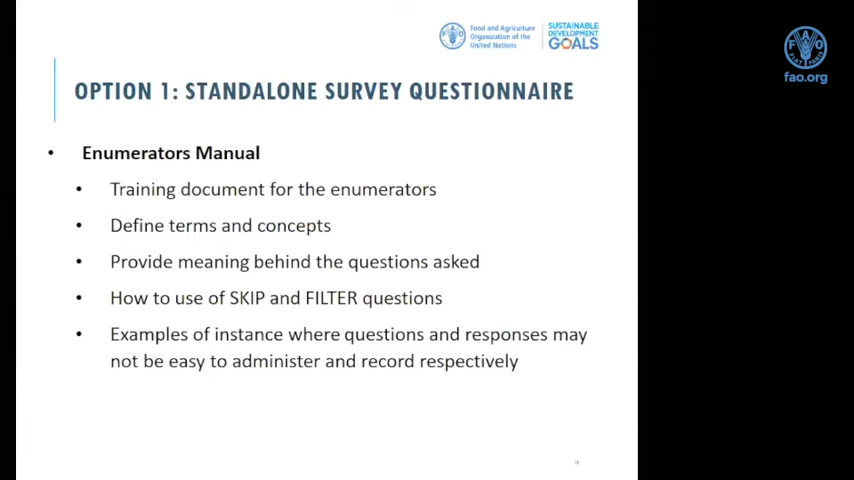 Food and Agriculture
Organization of the
United Nations
SUSTAINABLE
DEVELOPMENT
GOALS
FAO
FIAT PANIS
fao.org
OPTION 1: STANDALONE SURVEY QUESTIONNAIRE
• Enumerators Manual
• Training document for the enumerators
• Define terms and concepts
• Provide meaning behind the questions asked
• How to use of SKIP and FILTER questions
• Examples of instance where questions and responses may
not be easy to administer and record respectively